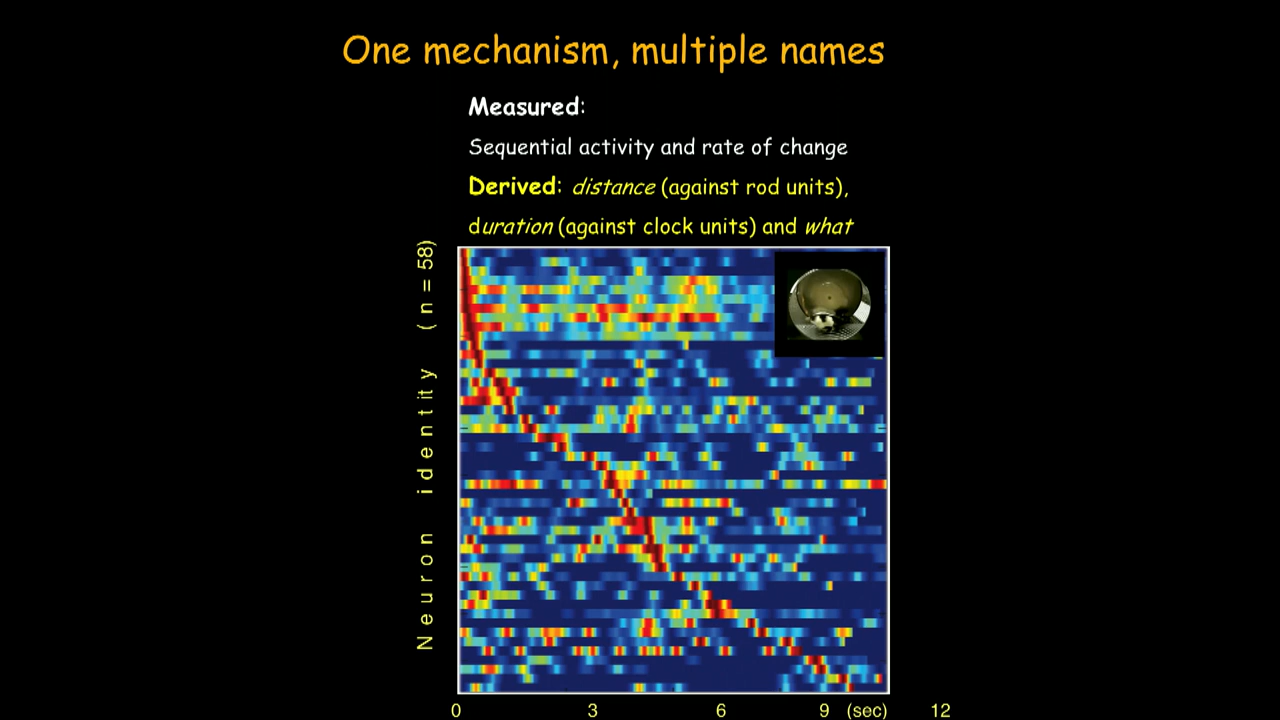 One mechanism, multiple names
Measured:
Sequential activity and rate of change
Derived: distance (against rod units),
duration (against clock units) and what
Neuron identity (n = 58)
0 3 6 9 (sec) 12